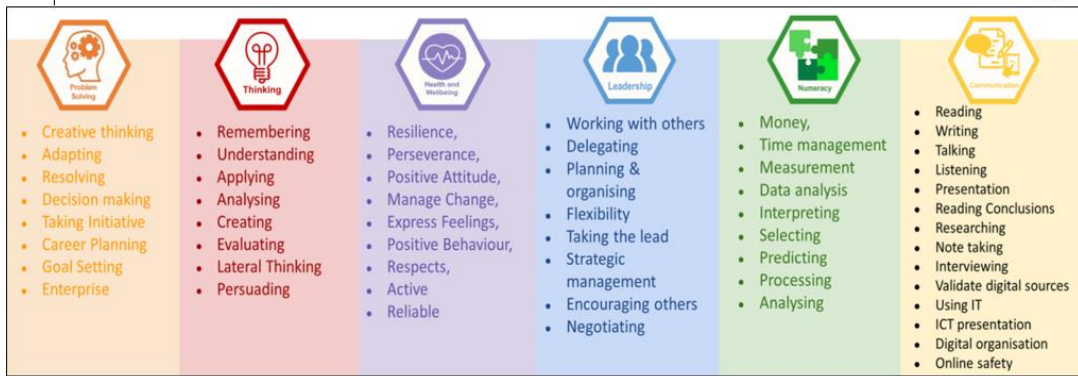 Problem
Solving
Creative thinking
Adapting
Resolving
Decision making
Taking Initiative
Career Planning
Goal Setting
Enterprise
Thinking
Remembering
Understanding
Applying
Analysing
Creating
Evaluating
Lateral Thinking
Persuading
Health and
Wellbeing
Resilience,
Perseverance,
Positive Attitude,
Manage Change,
Express Feelings,
Positive Behaviour,
Respects,
Active
Reliable
Leadership
Working with others
Delegating
Planning &
organising
Flexibility
Taking the lead
Strategic
management
Encouraging others
Negotiating
Numeracy
Money,
Time management
Measurement
Data analysis
Interpreting
Selecting
Predicting
Processing
Analysing
Communication
Reading
Writing
Talking
Listening
Presentation
Reading Conclusions
Researching
Note taking
Interviewing
Validate digital sources
Using IT
ICT presentation
Digital organisation
Online safety